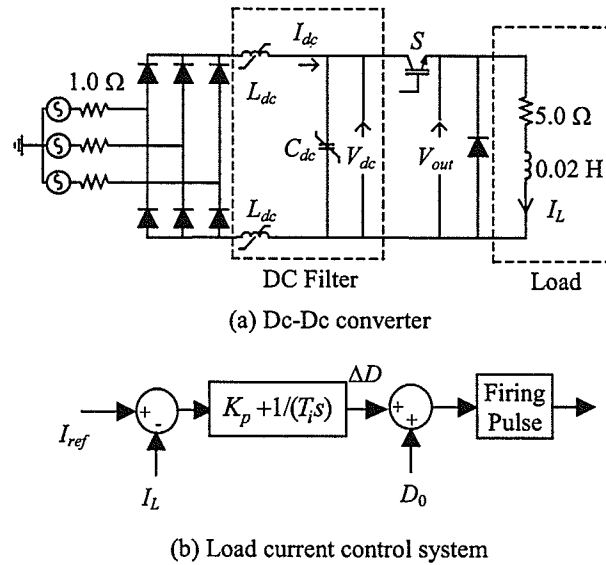 I_dc
S
1.0 Ω
L_dc
5.0 Ω
C_dc
V_dc
V_out
0.02 H
L_dc
I_L
DC Filter
Load
(a) Dc-Dc converter
ΔD
+
-
K_p +1/(T_i s)
+
+
Firing
Pulse
I_ref
I_L
D_0
(b) Load current control system